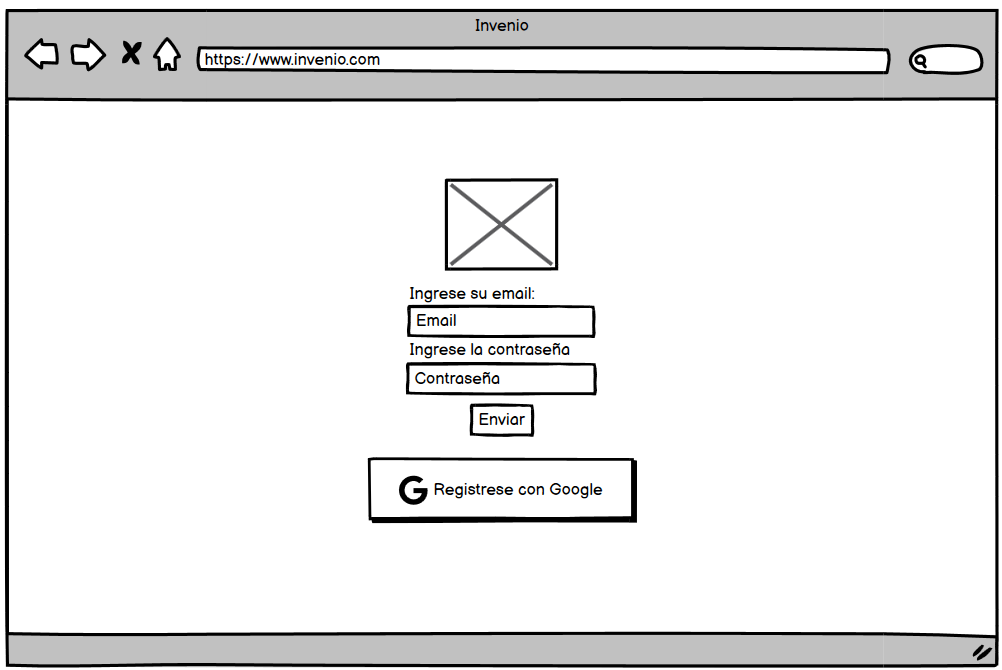 Invenio
https://www.invenio.com
Ingrese su email:
Email
Ingrese la contraseña
Contraseña
Enviar
G Registrese con Google